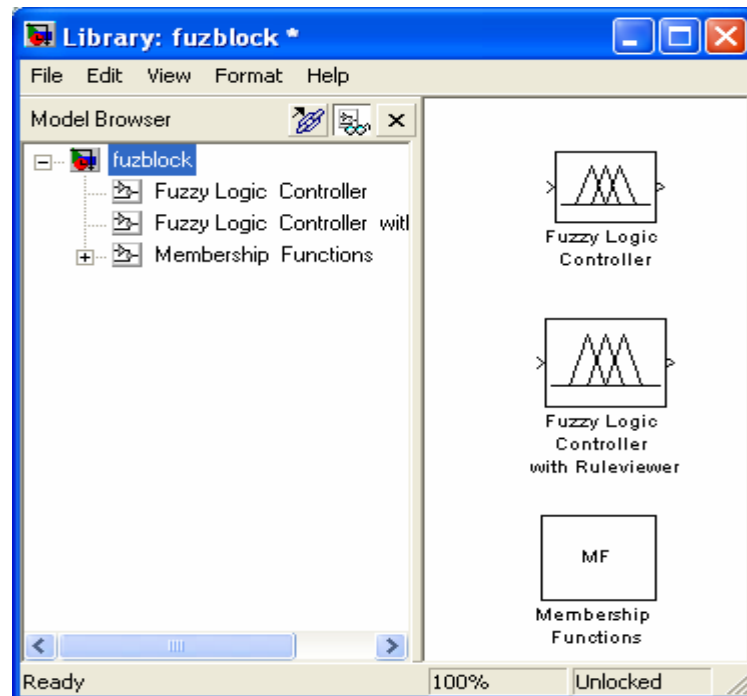 Library: fuzblock *
File Edit View Format Help
Model Browser
fuzblock
Fuzzy Logic Controller
Fuzzy Logic Controller with
Membership Functions
Fuzzy Logic
Controller
Fuzzy Logic
Controller
with Ruleviewer
MF
Membership
Functions
Ready 100% Unlocked